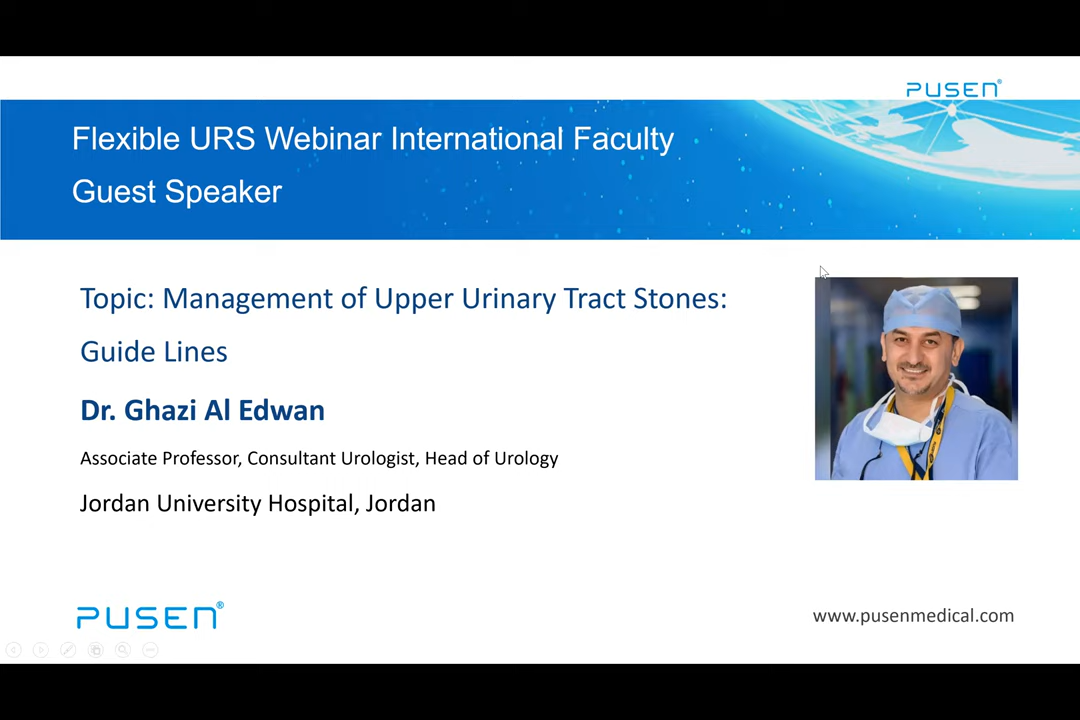 PUSEN®
Flexible URS Webinar International Faculty
Guest Speaker
Topic: Management of Upper Urinary Tract Stones:
Guide Lines
Dr. Ghazi Al Edwan
Associate Professor, Consultant Urologist, Head of Urology
Jordan University Hospital, Jordan
PUSEN®
www.pusenmedical.com